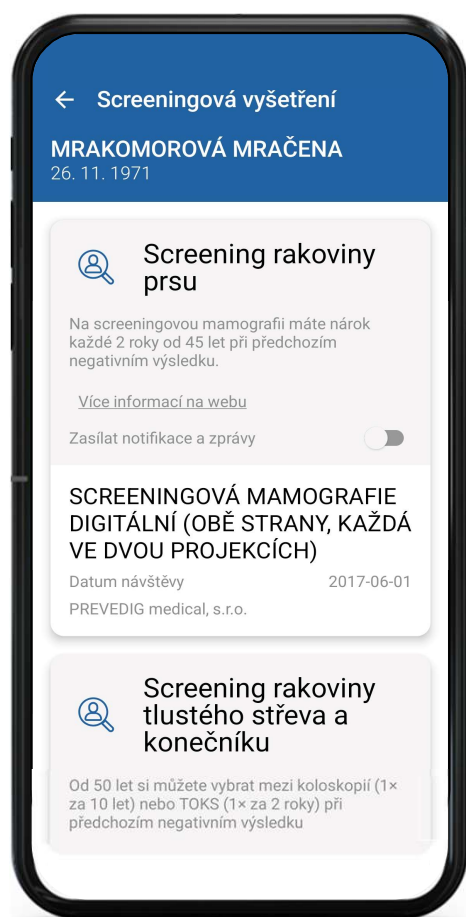 Screeningová vyšetření
MRAKOMOROVÁ MRAČENA
26. 11. 1971
Screening rakoviny
prsu
Na screeningovou mamografii máte nárok
každé 2 roky od 45 let při předchozím
negativním výsledku.
Více informací na webu
Zasílat notifikace a zprávy
SCREENINGOVÁ MAMOGRAFIE
DIGITÁLNÍ (OBĚ STRANY, KAŽDÁ
VE DVOU PROJEKCÍCH)
Datum návštěvy 2017-06-01
PREVEDIG medical, s.r.o.
Screening rakoviny
tlustého střeva a
konečníku
Od 50 let si můžete vybrat mezi koloskopií (1×
za 10 let) nebo TOKS (1× za 2 roky) při
předchozím negativním výsledku